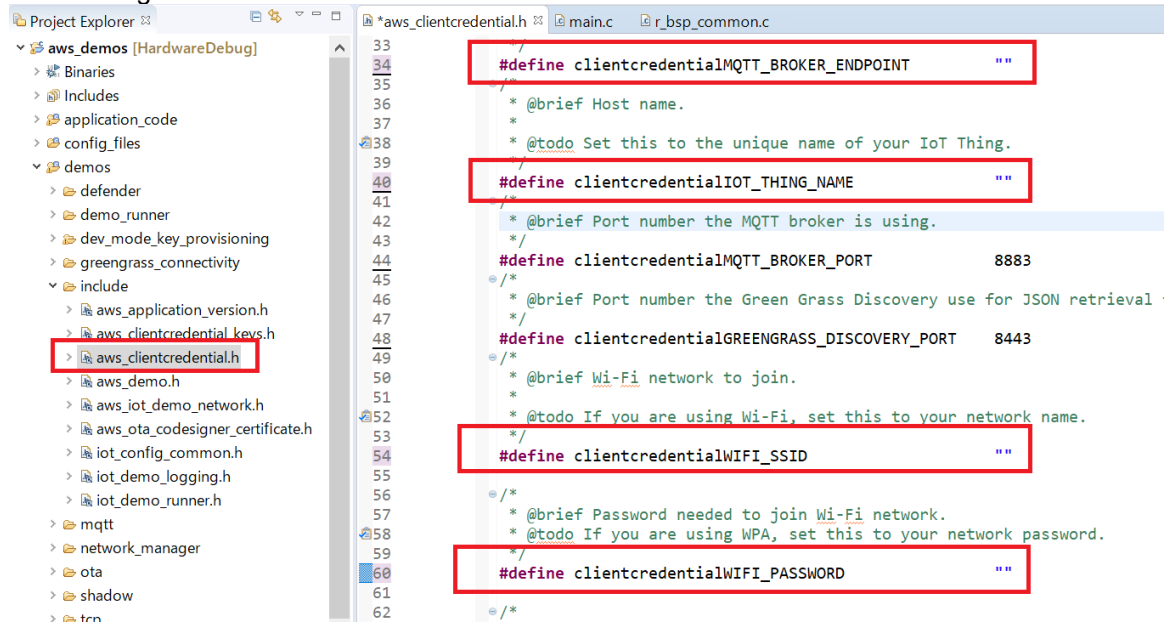 Project Explorer
aws_demos [HardwareDebug]
Binaries
Includes
application_code
config_files
demos
defender
demo_runner
dev_mode_key_provisioning
greengrass_connectivity
include
aws_application_version.h
aws_clientcredential_keys.h
aws_clientcredential.h
aws_demo.h
aws_iot_demo_network.h
aws_ota_codesigner_certificate.h
iot_config_common.h
iot_demo_logging.h
iot_demo_runner.h
mqtt
network_manager
ota
shadow
tcp
*aws_clientcredential.h main.c r_bsp_common.c
33 */
34 #define clientcredentialMQTT_BROKER_ENDPOINT ""
35 /*
36 * @brief Host name.
37 *
38 * @todo Set this to the unique name of your IoT Thing.
39 */
40 #define clientcredentialIOT_THING_NAME ""
41 /*
42 * @brief Port number the MQTT broker is using.
43 */
44 #define clientcredentialMQTT_BROKER_PORT 8883
45 /*
46 * @brief Port number the Green Grass Discovery use for JSON retrieval
47 */
48 #define clientcredentialGREENGRASS_DISCOVERY_PORT 8443
49 /*
50 * @brief Wi-Fi network to join.
51 *
52 * @todo If you are using Wi-Fi, set this to your network name.
53 */
54 #define clientcredentialWIFI_SSID ""
55
56 /*
57 * @brief Password needed to join Wi-Fi network.
58 * @todo If you are using WPA, set this to your network password.
59 */
60 #define clientcredentialWIFI_PASSWORD ""
61
62 /*